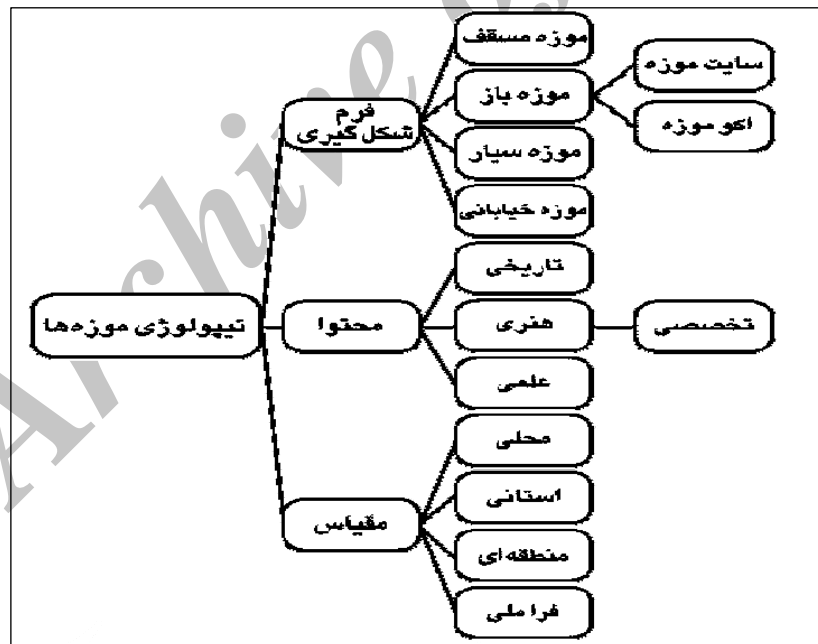 تیپولوژی موزه‌ها
فرم
شکل گیری
موزه مسقف
موزه باز
سایت موزه
اکو موزه
موزه سیار
موزه خیابانی
محتوا
تاریخی
هنری
تخصصی
علمی
مقیاس
محلی
استانی
منطقه ای
فرا ملی
Archive